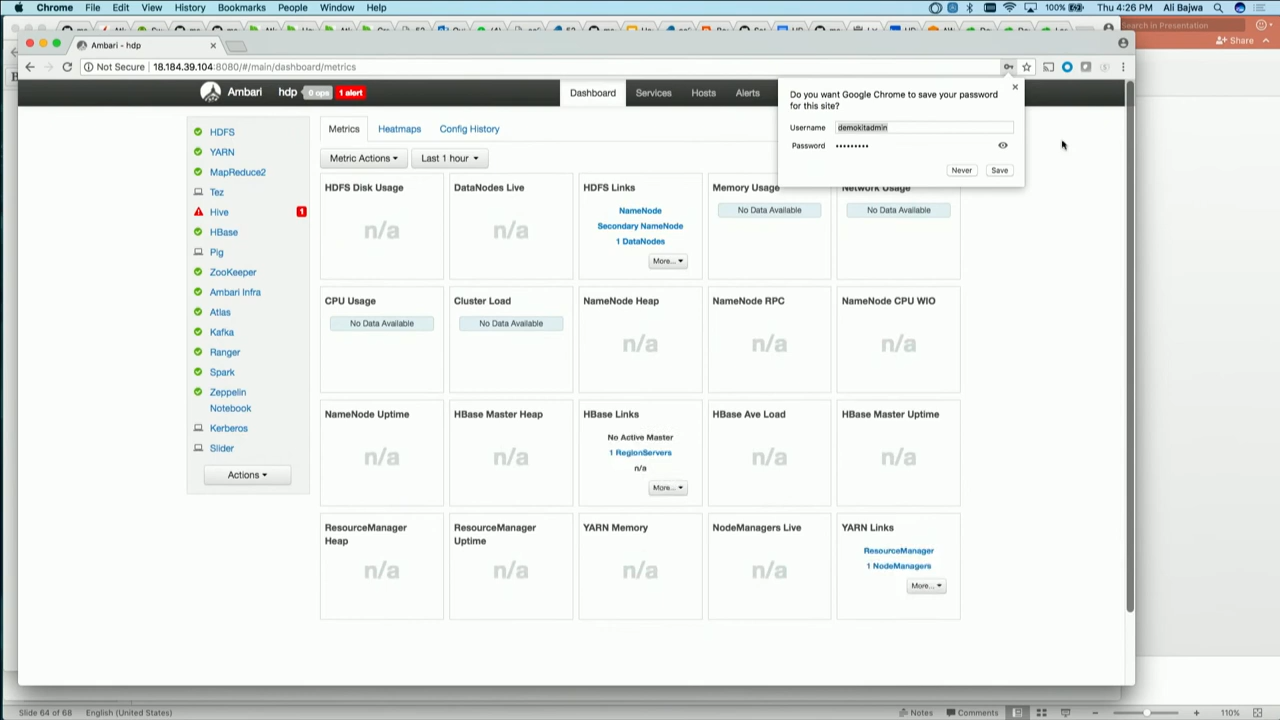 Chrome File Edit View History Bookmarks People Window Help
100% Thu 4:26 PM Ali Bajwa
Search in Presentation
Share
Ambari - hdp
Not Secure 18.184.39.104:8080/#/main/dashboard/metrics
Ambari hdp 0 ops 1 alert Dashboard Services Hosts Alerts
Do you want Google Chrome to save your password
for this site?
Username demokitadmin
Password •••••••••
Never Save
HDFS
YARN
MapReduce2
Tez
Hive 1
HBase
Pig
ZooKeeper
Ambari Infra
Atlas
Kafka
Ranger
Spark
Zeppelin
Notebook
Kerberos
Slider
Actions
Metrics Heatmaps Config History
Metric Actions Last 1 hour
HDFS Disk Usage
n/a
DataNodes Live
n/a
HDFS Links
NameNode
Secondary NameNode
1 DataNodes
More...
Memory Usage
No Data Available
Network Usage
No Data Available
CPU Usage
No Data Available
Cluster Load
No Data Available
NameNode Heap
n/a
NameNode RPC
n/a
NameNode CPU WIO
n/a
NameNode Uptime
n/a
HBase Master Heap
n/a
HBase Links
No Active Master
1 RegionServers
n/a
More...
HBase Ave Load
n/a
HBase Master Uptime
n/a
ResourceManager
Heap
n/a
ResourceManager
Uptime
n/a
YARN Memory
n/a
NodeManagers Live
n/a
YARN Links
ResourceManager
1 NodeManagers
More...
Slide 64 of 68 English (United States) Notes Comments 110%